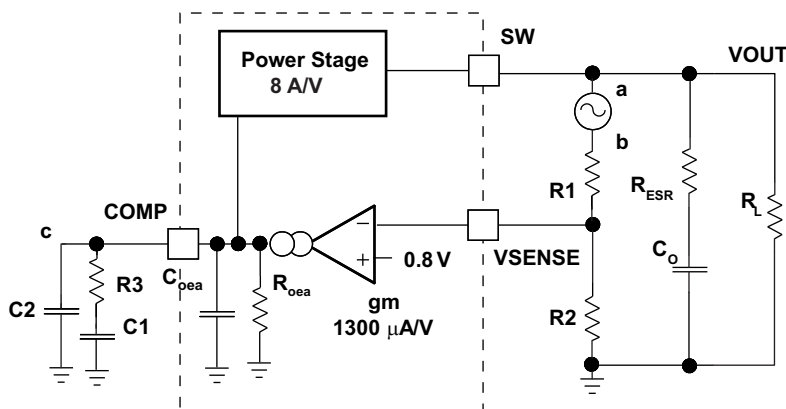 SW
VOUT
Power Stage
8 A/V
a
b
R1
RESR
RL
COMP
c
0.8 V
VSENSE
Coea
Roea
R3
CO
gm
1300 μA/V
R2
C2
C1
−
+